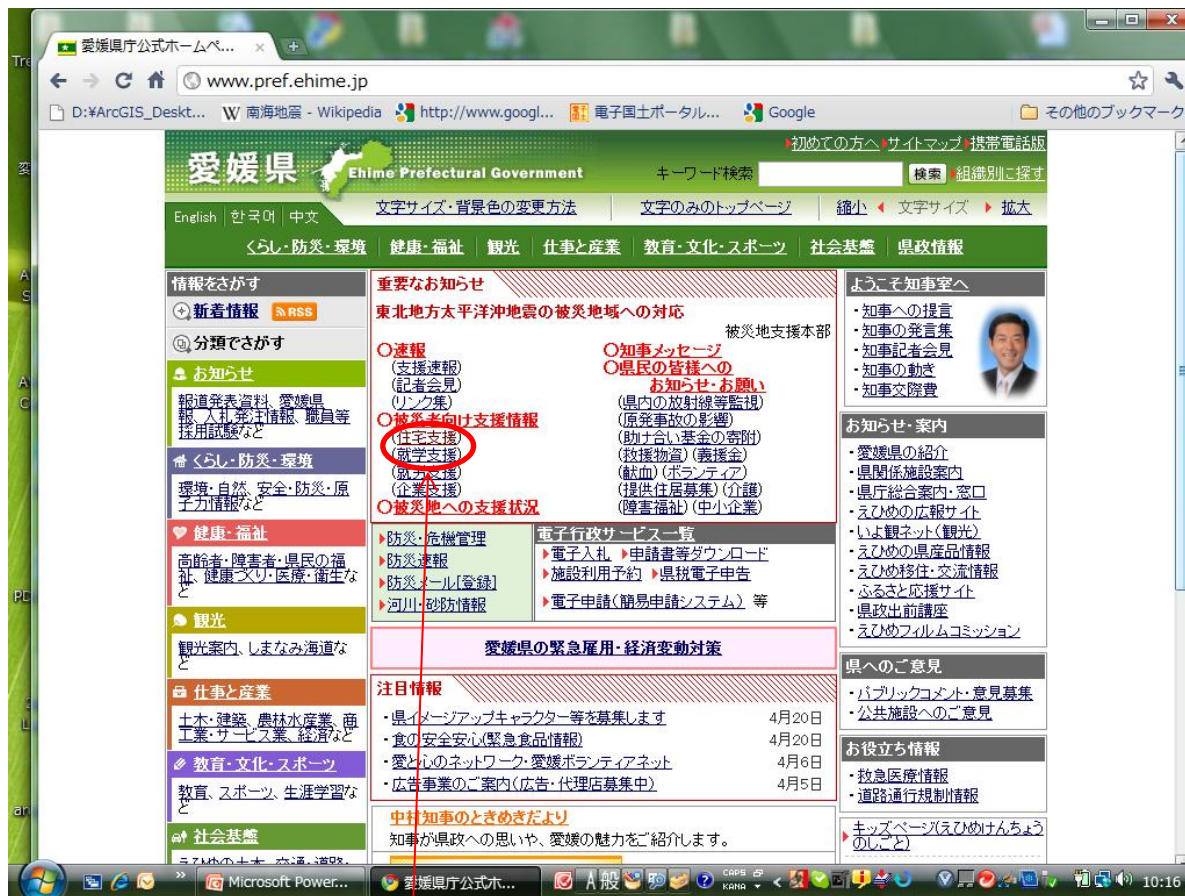 愛媛県庁公式ホームペ... ×
www.pref.ehime.jp
D:¥ArcGIS_Deskt... 南海地震 - Wikipedia http://www.googl... 電子国土ポータル... Google その他のブックマーク
初めての方へ サイトマップ 携帯電話版
愛媛県 Ehime Prefectural Government キーワード検索 検索 組織別に探す
English 한국어 中文 文字サイズ・背景色の変更方法 文字のみのトップページ 縮小 文字サイズ 拡大
くらし・防災・環境 健康・福祉 観光 仕事と産業 教育・文化・スポーツ 社会基盤 県政情報
情報をさがす
新着情報 RSS
分類でさがす
お知らせ
報道発表資料、愛媛県
報、入札発注情報、職員等
採用試験など
くらし・防災・環境
環境・自然、安全・防災・原
子力情報など
健康・福祉
高齢者・障害者・県民の福
祉、健康づくり・医療・衛生な
ど
観光
観光案内、しまなみ海道な
ど
仕事と産業
土木・建築、農林水産業、商
工業・サービス業、経済など
教育・文化・スポーツ
教育、スポーツ、生涯学習な
ど
社会基盤
えひめの土木、交通・道路・
重要なお知らせ
東北地方太平洋沖地震の被災地域への対応
被災地支援本部
○速報
(支援速報)
(記者会見)
(リンク集)
○被災者向け支援情報
(住宅支援)
(就学支援)
(就労支援)
(企業支援)
○被災地への支援状況
○知事メッセージ
○県民の皆様への
お知らせ・お願い
(県内の放射線等監視)
(原発事故の影響)
(助け合い基金の寄附)
(救援物資)(義援金)
(献血)(ボランティア)
(提供住居募集)(介護)
(障害福祉)(中小企業)
防災・危機管理
防災速報
防災メール[登録]
河川・砂防情報
電子行政サービス一覧
電子入札 申請書等ダウンロード
施設利用予約 県税電子申告
電子申請(簡易申請システム) 等
愛媛県の緊急雇用・経済変動対策
注目情報
・県イメージアップキャラクター等を募集します 4月20日
・食の安全安心(緊急食品情報) 4月20日
・愛と心のネットワーク・愛媛ボランティアネット 4月6日
・広告事業のご案内(広告・代理店募集中) 4月5日
中村知事のときめきだより
知事が県政への思いや、愛媛の魅力をご紹介します。
ようこそ知事室へ
・知事への提言
・知事の発言集
・知事記者会見
・知事の動き
・知事交際費
お知らせ・案内
・愛媛県の紹介
・県関係施設案内
・県庁総合案内・窓口
・えひめの広報サイト
・いよ観ネット(観光)
・えひめの県産品情報
・えひめ移住・交流情報
・ふるさと応援サイト
・県政出前講座
・えひめフィルムコミッション
県へのご意見
・パブリックコメント・意見募集
・公共施設へのご意見
お役立ち情報
・救急医療情報
・道路通行規制情報
キッズページ(えひめけんちょう
のしごと)
Microsoft Power... 愛媛県庁公式ホ... A 般 CAPS KANA 10:16